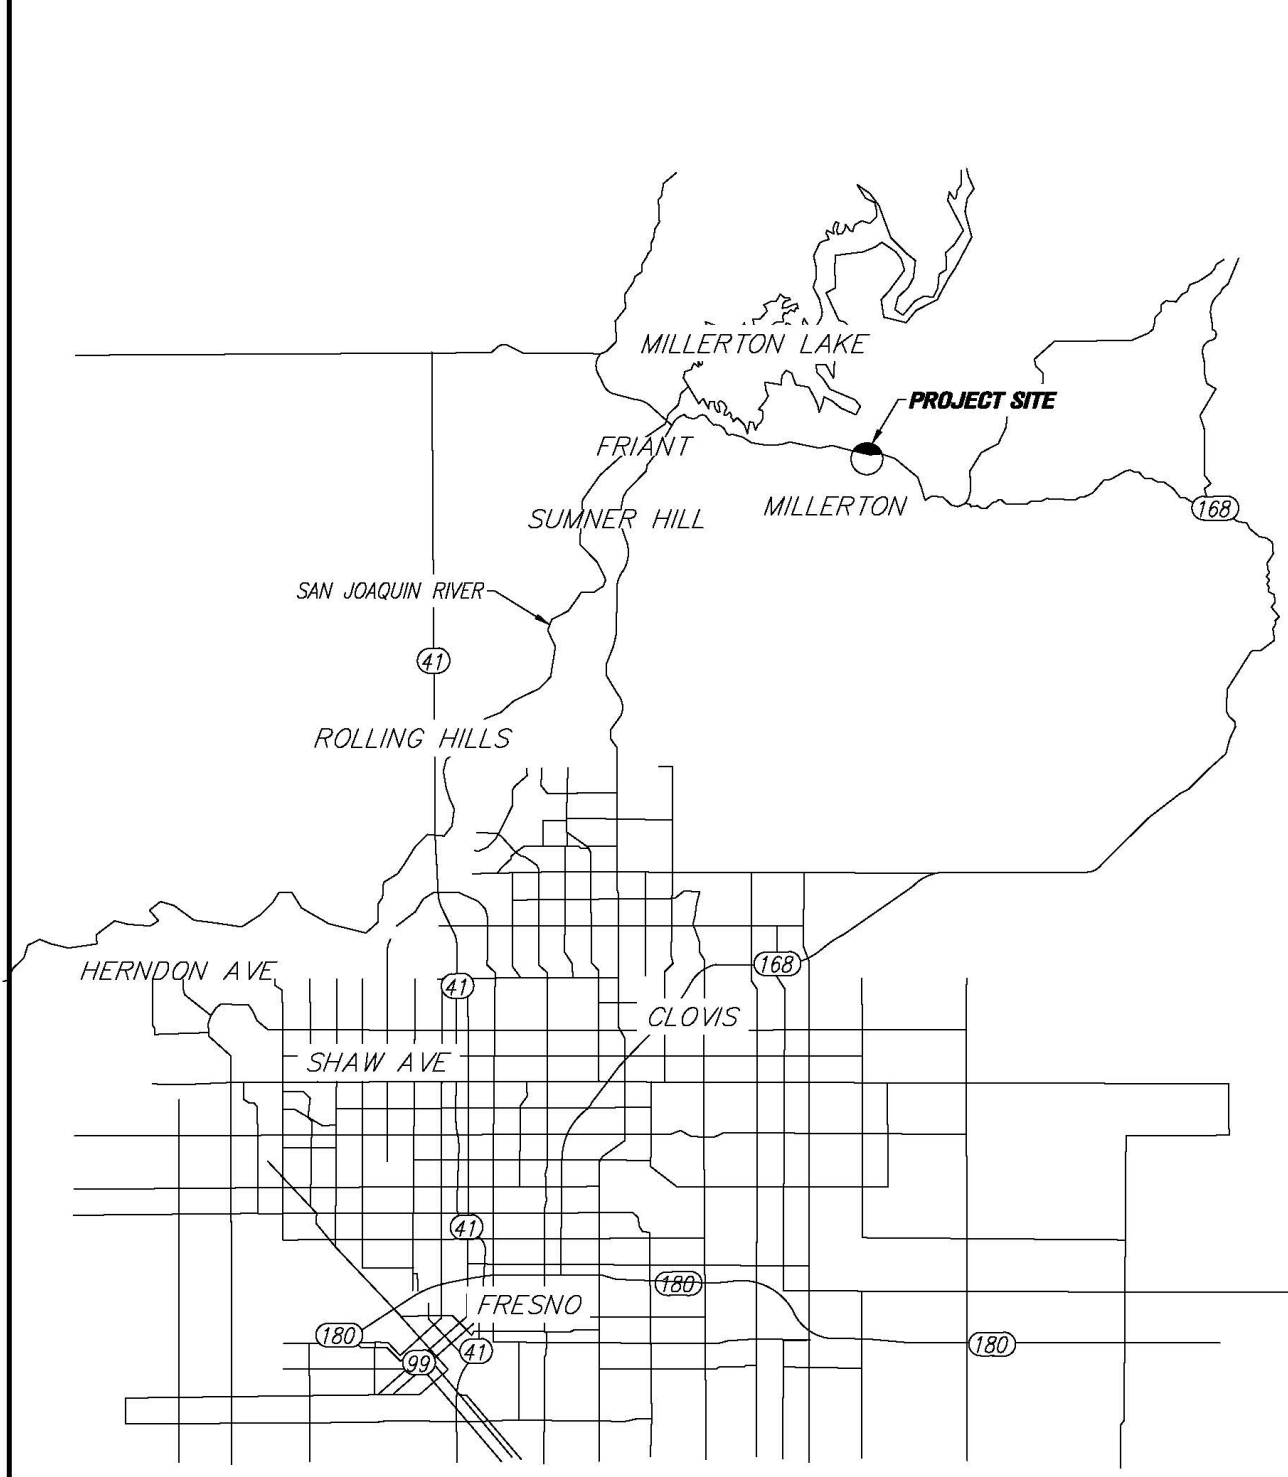 MILLERTON LAKE
PROJECT SITE
FRIANT
MILLERTON
168
SUMNER HILL
SAN JOAQUIN RIVER
41
ROLLING HILLS
168
HERNDON AVE
41
CLOVIS
SHAW AVE
41
180
FRESNO
180
180
41
99